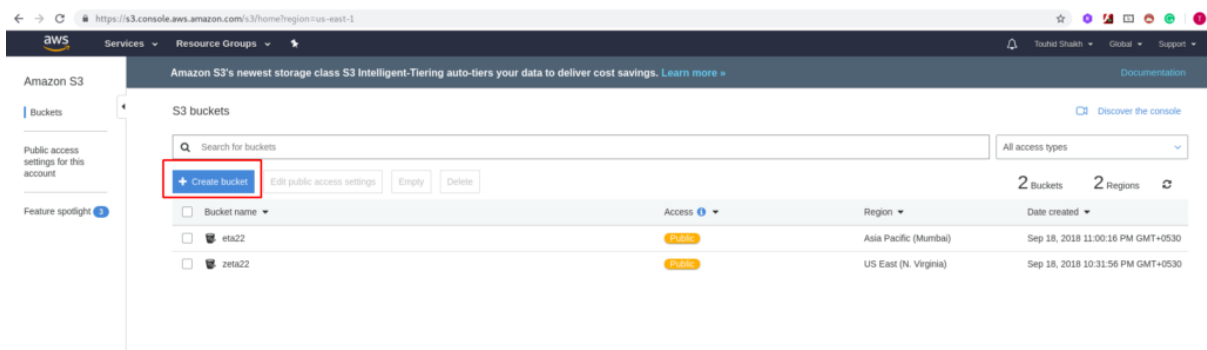 https://s3.console.aws.amazon.com/s3/home?region=us-east-1
aws Services Resource Groups Touhid Shaikh Global Support
Amazon S3
Amazon S3's newest storage class S3 Intelligent-Tiering auto-tiers your data to deliver cost savings. Learn more » Documentation
Buckets
S3 buckets Discover the console
Public access
settings for this
account
Search for buckets All access types
+ Create bucket Edit public access settings Empty Delete 2 Buckets 2 Regions
Feature spotlight 3
Bucket name Access Region Date created
eta22 Public Asia Pacific (Mumbai) Sep 18, 2018 11:00:16 PM GMT+0530
zeta22 Public US East (N. Virginia) Sep 18, 2018 10:31:56 PM GMT+0530